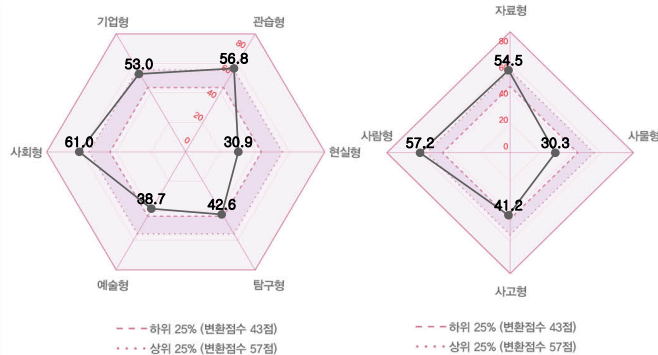 기업형
관습형
53.0
56.8
80
60
40
20
0
사회형
61.0
30.9
현실형
38.7
42.6
예술형
탐구형
하위 25% (변환점수 43점)
상위 25% (변환점수 57점)
자료형
80
54.5
40
20
0
사람형
57.2
30.3
사물형
41.2
사고형
하위 25% (변환점수 43점)
상위 25% (변환점수 57점)